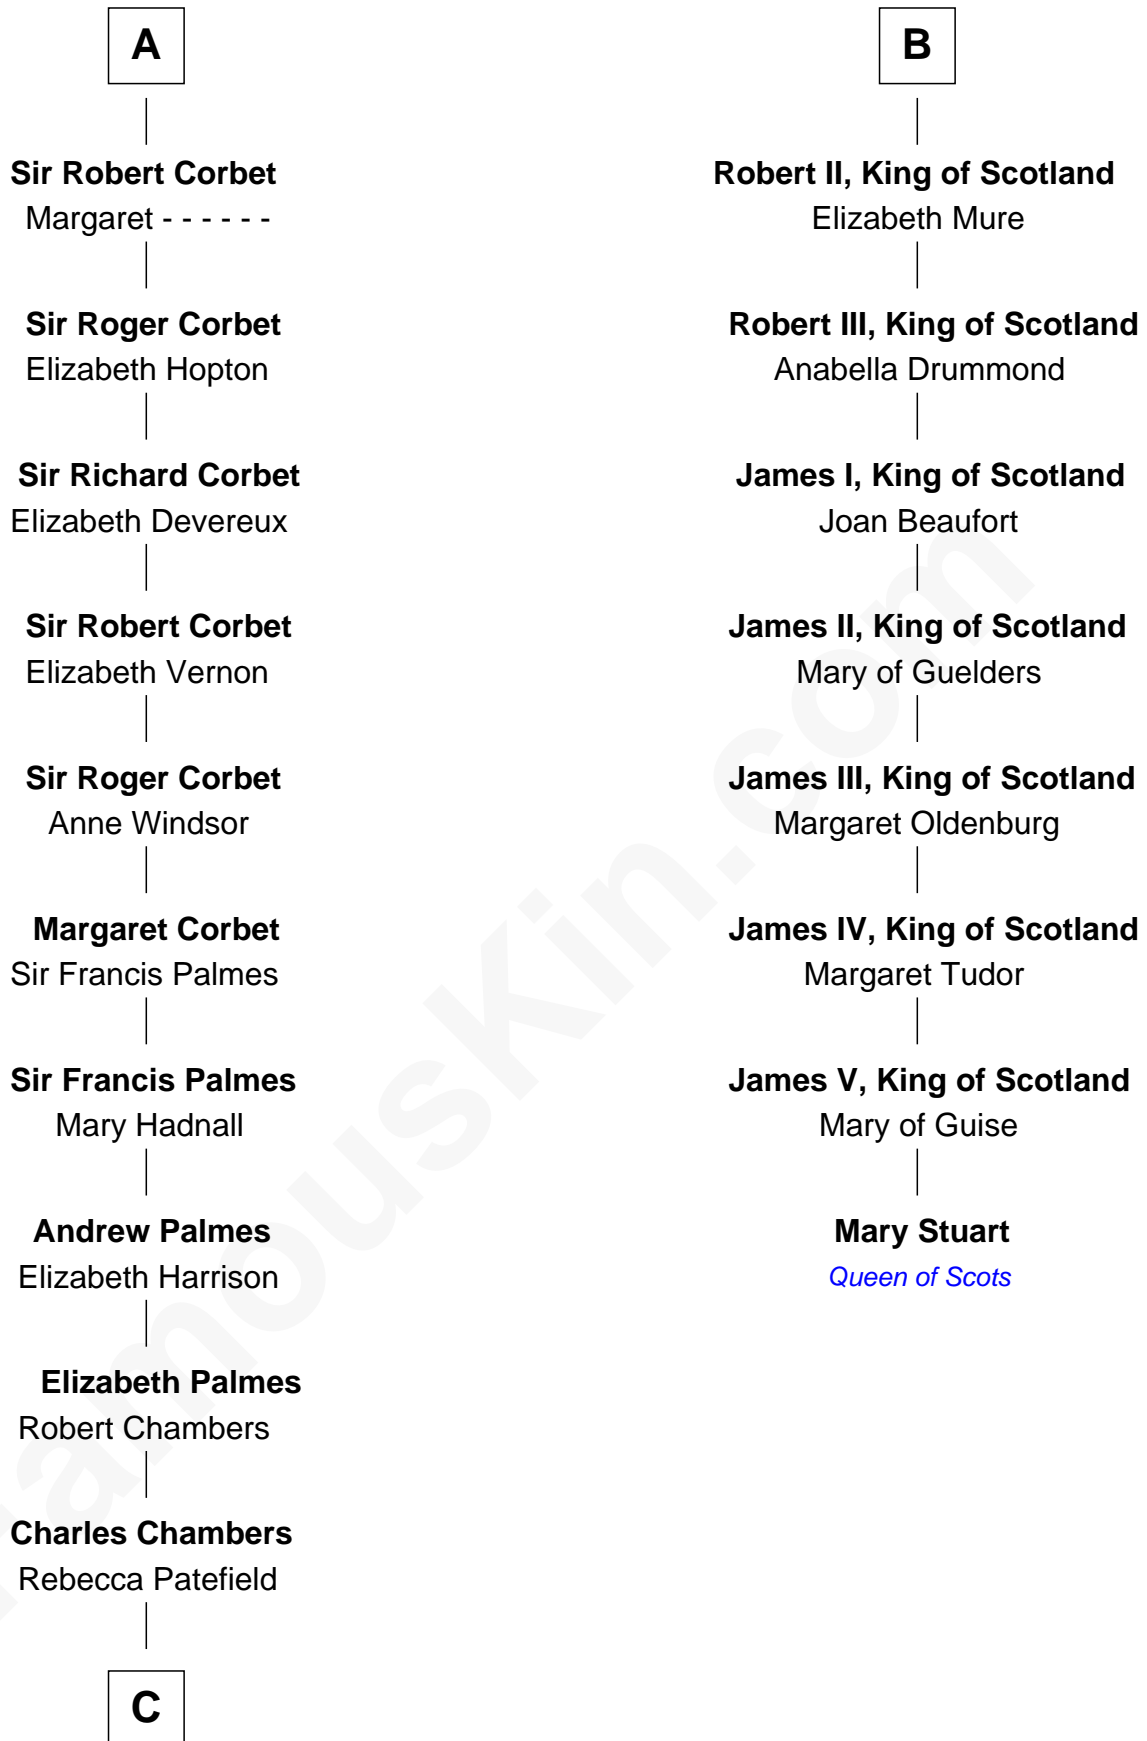 A
Sir Robert Corbet
Margaret - - - - - -
Sir Roger Corbet
Elizabeth Hopton
Sir Richard Corbet
Elizabeth Devereux
Sir Robert Corbet
Elizabeth Vernon
Sir Roger Corbet
Anne Windsor
Margaret Corbet
Sir Francis Palmes
Sir Francis Palmes
Mary Hadnall
Andrew Palmes
Elizabeth Harrison
Elizabeth Palmes
Robert Chambers
Charles Chambers
Rebecca Patefield
C
B
Robert II, King of Scotland
Elizabeth Mure
Robert III, King of Scotland
Anabella Drummond
James I, King of Scotland
Joan Beaufort
James II, King of Scotland
Mary of Guelders
James III, King of Scotland
Margaret Oldenburg
James IV, King of Scotland
Margaret Tudor
James V, King of Scotland
Mary of Guise
Mary Stuart
Queen of Scots
FamousKin.com